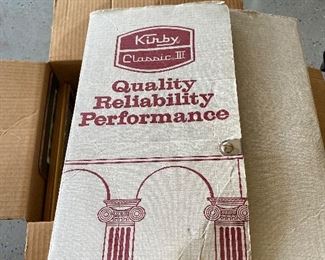 Kirby
Classic III
Quality
Reliability
Performance